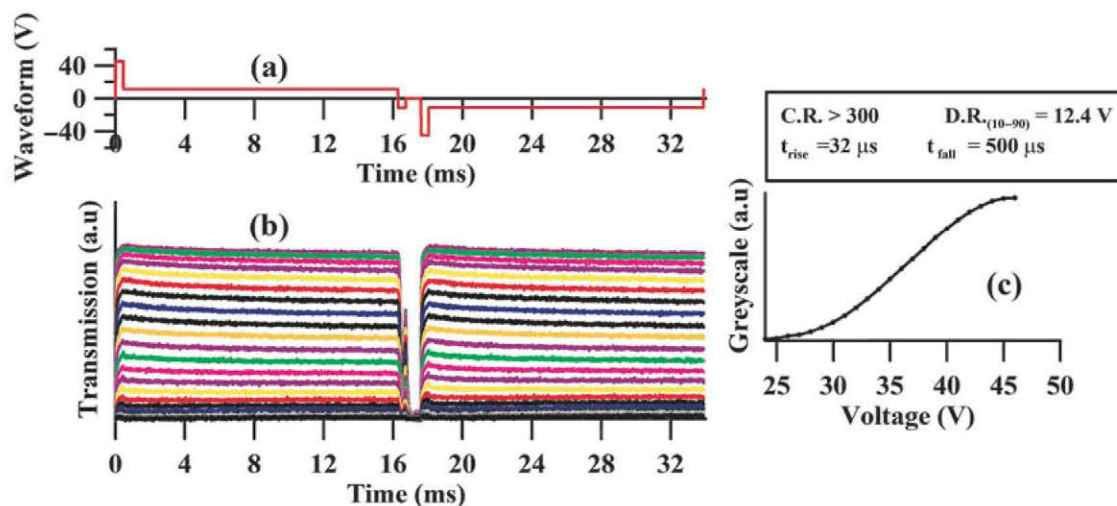 Waveform (V)
40
0
−40
(a)
0 4 8 12 16 20 24 28 32
Time (ms)
Transmission (a.u)
(b)
0 4 8 12 16 20 24 28 32
Time (ms)
C.R. > 300 D.R.(10–90) = 12.4 V
t rise =32 µs t fall = 500 µs
Greyscale (a.u)
(c)
25 30 35 40 45 50
Voltage (V)